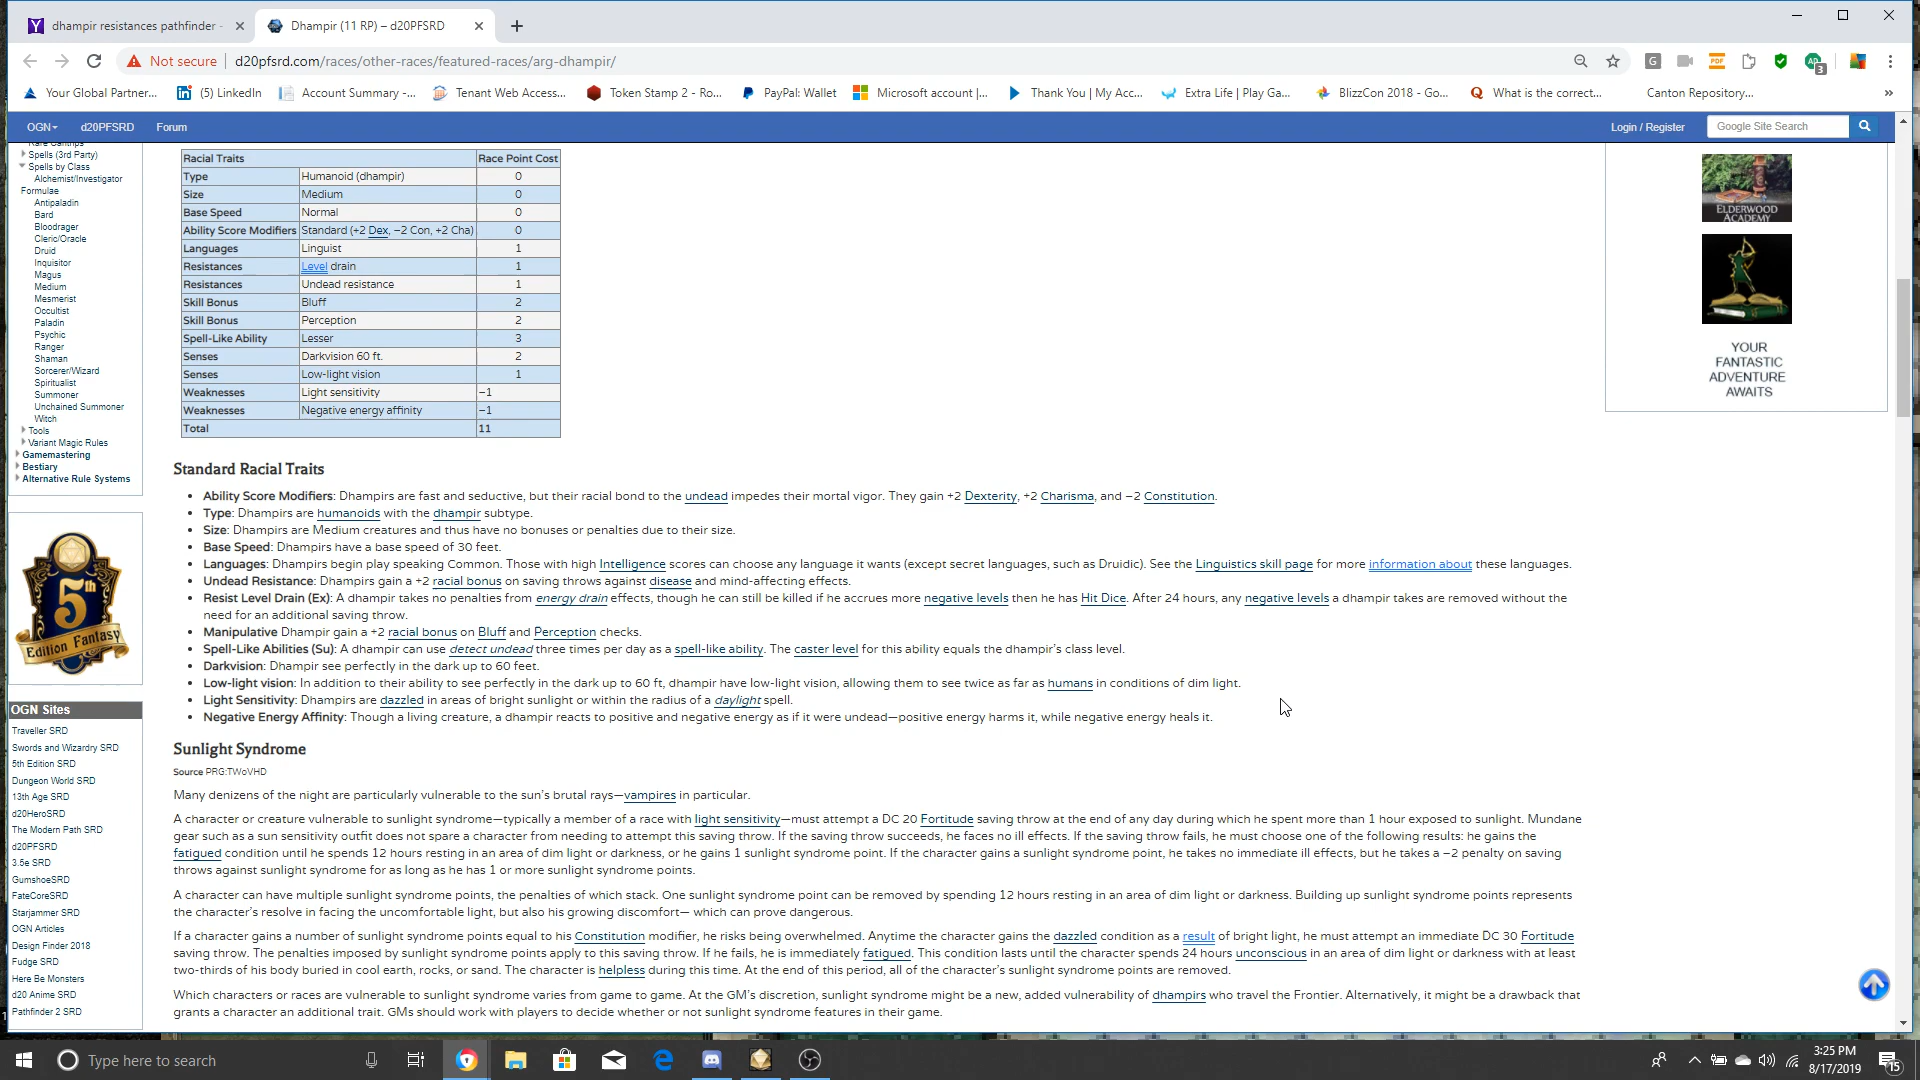 dhampir resistances pathfinder -
Dhampir (11 RP) – d20PFSRD
Not secure
d20pfsrd.com/races/other-races/featured-races/arg-dhampir/
Your Global Partner...
(5) LinkedIn
Account Summary -...
Tenant Web Access...
Token Stamp 2 - Ro...
PayPal: Wallet
Microsoft account |...
Thank You | My Acc...
Extra Life | Play Ga...
BlizzCon 2018 - Go...
What is the correct...
Canton Repository...
»
OGN
d20PFSRD
Forum
Login / Register
Google Site Search
Rare Cantrips
Spells (3rd Party)
Spells by Class
Alchemist/Investigator
Formulae
Antipaladin
Bard
Bloodrager
Cleric/Oracle
Druid
Inquisitor
Magus
Medium
Mesmerist
Occultist
Paladin
Psychic
Ranger
Shaman
Sorcerer/Wizard
Spiritualist
Summoner
Unchained Summoner
Witch
Tools
Variant Magic Rules
Gamemastering
Bestiary
Alternative Rule Systems
5th
Edition Fantasy
OGN Sites
Traveller SRD
Swords and Wizardry SRD
5th Edition SRD
Dungeon World SRD
13th Age SRD
d20HeroSRD
The Modern Path SRD
d20PFSRD
3.5e SRD
GumshoeSRD
FateCoreSRD
Starjammer SRD
OGN Articles
Design Finder 2018
Fudge SRD
Here Be Monsters
d20 Anime SRD
Pathfinder 2 SRD
Racial Traits Race Point Cost
Type Humanoid (dhampir) 0
Size Medium 0
Base Speed Normal 0
Ability Score Modifiers Standard (+2 Dex, −2 Con, +2 Cha) 0
Languages Linguist 1
Resistances Level drain 1
Resistances Undead resistance 1
Skill Bonus Bluff 2
Skill Bonus Perception 2
Spell-Like Ability Lesser 3
Senses Darkvision 60 ft. 2
Senses Low-light vision 1
Weaknesses Light sensitivity −1
Weaknesses Negative energy affinity −1
Total 11
Standard Racial Traits
• Ability Score Modifiers: Dhampirs are fast and seductive, but their racial bond to the undead impedes their mortal vigor. They gain +2 Dexterity, +2 Charisma, and −2 Constitution.
• Type: Dhampirs are humanoids with the dhampir subtype.
• Size: Dhampirs are Medium creatures and thus have no bonuses or penalties due to their size.
• Base Speed: Dhampirs have a base speed of 30 feet.
• Languages: Dhampirs begin play speaking Common. Those with high Intelligence scores can choose any language it wants (except secret languages, such as Druidic). See the Linguistics skill page for more information about these languages.
• Undead Resistance: Dhampirs gain a +2 racial bonus on saving throws against disease and mind-affecting effects.
• Resist Level Drain (Ex): A dhampir takes no penalties from energy drain effects, though he can still be killed if he accrues more negative levels then he has Hit Dice. After 24 hours, any negative levels a dhampir takes are removed without the
need for an additional saving throw.
• Manipulative Dhampir gain a +2 racial bonus on Bluff and Perception checks.
• Spell-Like Abilities (Su): A dhampir can use detect undead three times per day as a spell-like ability. The caster level for this ability equals the dhampir's class level.
• Darkvision: Dhampir see perfectly in the dark up to 60 feet.
• Low-light vision: In addition to their ability to see perfectly in the dark up to 60 ft, dhampir have low-light vision, allowing them to see twice as far as humans in conditions of dim light.
• Light Sensitivity: Dhampirs are dazzled in areas of bright sunlight or within the radius of a daylight spell.
• Negative Energy Affinity: Though a living creature, a dhampir reacts to positive and negative energy as if it were undead—positive energy harms it, while negative energy heals it.
Sunlight Syndrome
Source PRG:TWoVHD
Many denizens of the night are particularly vulnerable to the sun's brutal rays—vampires in particular.
A character or creature vulnerable to sunlight syndrome—typically a member of a race with light sensitivity—must attempt a DC 20 Fortitude saving throw at the end of any day during which he spent more than 1 hour exposed to sunlight. Mundane
gear such as a sun sensitivity outfit does not spare a character from needing to attempt this saving throw. If the saving throw succeeds, he faces no ill effects. If the saving throw fails, he must choose one of the following results: he gains the
fatigued condition until he spends 12 hours resting in an area of dim light or darkness, or he gains 1 sunlight syndrome point. If the character gains a sunlight syndrome point, he takes no immediate ill effects, but he takes a −2 penalty on saving
throws against sunlight syndrome for as long as he has 1 or more sunlight syndrome points.
A character can have multiple sunlight syndrome points, the penalties of which stack. One sunlight syndrome point can be removed by spending 12 hours resting in an area of dim light or darkness. Building up sunlight syndrome points represents
the character's resolve in facing the uncomfortable light, but also his growing discomfort— which can prove dangerous.
If a character gains a number of sunlight syndrome points equal to his Constitution modifier, he risks being overwhelmed. Anytime the character gains the dazzled condition as a result of bright light, he must attempt an immediate DC 30 Fortitude
saving throw. The penalties imposed by sunlight syndrome points apply to this saving throw. If he fails, he is immediately fatigued. This condition lasts until the character spends 24 hours unconscious in an area of dim light or darkness with at least
two-thirds of his body buried in cool earth, rocks, or sand. The character is helpless during this time. At the end of this period, all of the character's sunlight syndrome points are removed.
Which characters or races are vulnerable to sunlight syndrome varies from game to game. At the GM's discretion, sunlight syndrome might be a new, added vulnerability of dhampirs who travel the Frontier. Alternatively, it might be a drawback that
grants a character an additional trait. GMs should work with players to decide whether or not sunlight syndrome features in their game.
ELDERWOOD
ACADEMY
YOUR
FANTASTIC
ADVENTURE
AWAITS
Type here to search
3:25 PM
8/17/2019
15